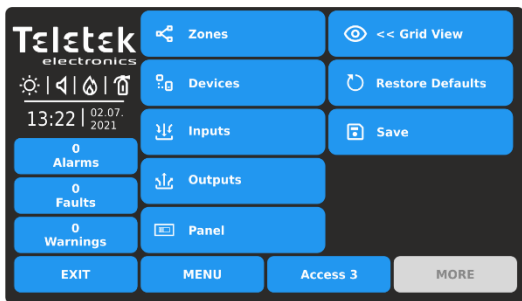 Teletek
electronics
13:22 02.07.
2021
0
Alarms
0
Faults
0
Warnings
Zones
Devices
Inputs
Outputs
Panel
<< Grid View
Restore Defaults
Save
EXIT
MENU
Access 3
MORE